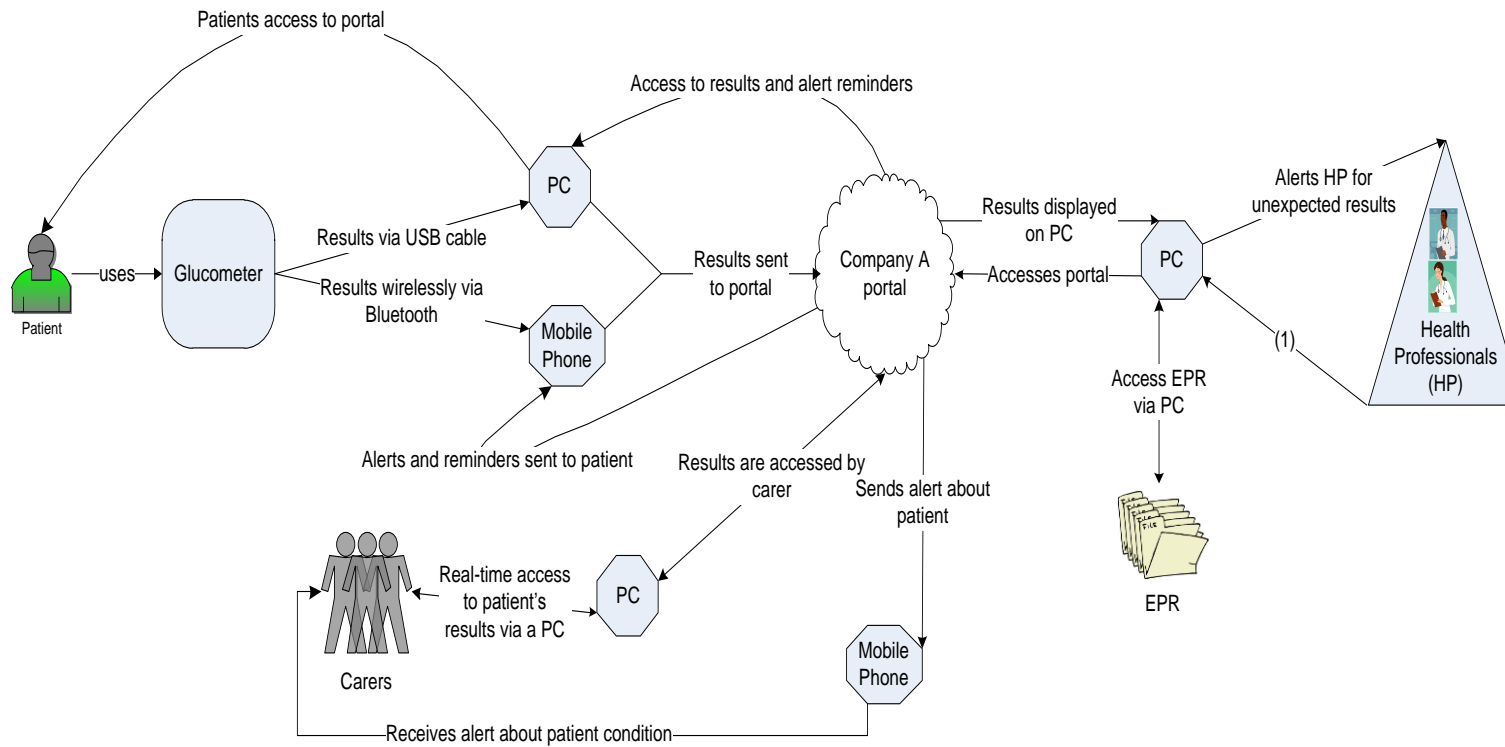 Patients access to portal
Access to results and alert reminders
PC
Results via USB cable
Glucometer
uses
Patient
Results wirelessly via
Bluetooth
Mobile
Phone
Results sent
to portal
Company A
portal
Results displayed
on PC
Accesses portal
PC
Alerts HP for
unexpected results
(1)
Health
Professionals
(HP)
Access EPR
via PC
File
EPR
Alerts and reminders sent to patient
Results are accessed by
carer
Sends alert about
patient
Real-time access
to patient's
results via a PC
PC
Carers
Mobile
Phone
Receives alert about patient condition